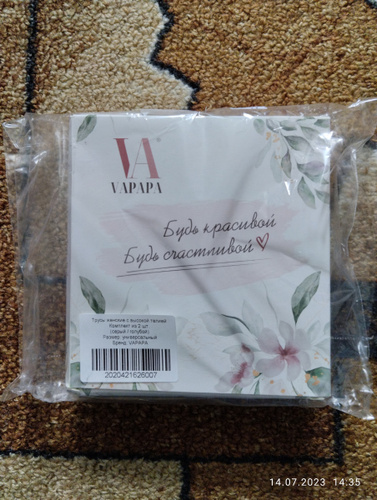 VA®
VAPAPA
Будь красивой
Будь счастливой
Трусы женские с высокой талией
Комплект из 2 шт
(серый / голубой)
Размер: универсальный
Бренд: VAPAPA
2020421626007
14.07.2023 14:35